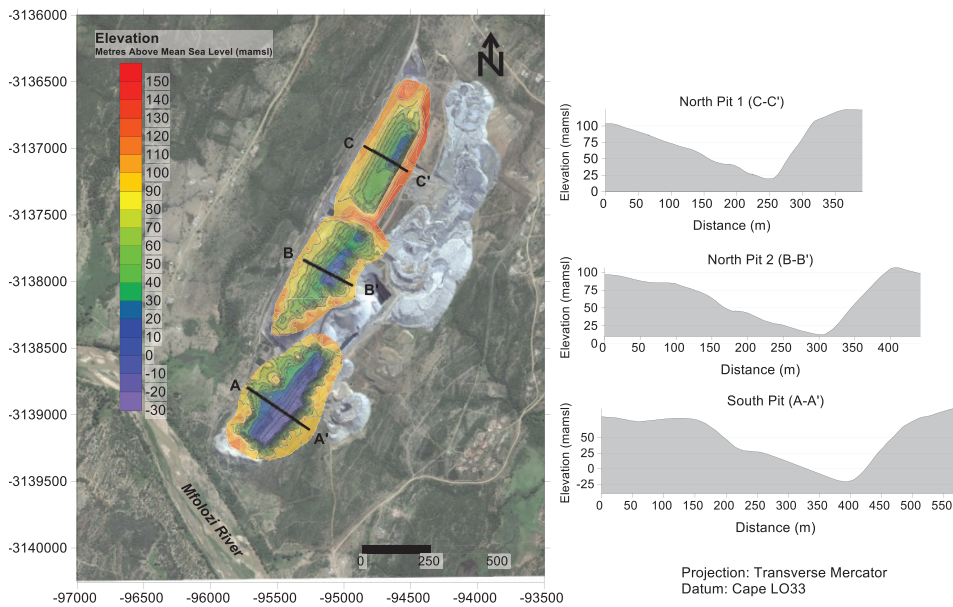 -3136000
-3136500
-3137000
-3137500
-3138000
-3138500
-3139000
-3139500
-3140000
-97000
-96500
-96000
-95500
-95000
-94500
-94000
-93500
Elevation
Metres Above Mean Sea Level (mamsl)
150
140
130
120
110
100
90
80
70
60
50
40
30
20
10
0
-10
-20
-30
N
C
C'
B
B'
A
A'
Mfolozi River
0 250 500
North Pit 1 (C-C')
Elevation (mamsl)
100
75
50
25
0
0 50 100 150 200 250 300 350
Distance (m)
North Pit 2 (B-B')
Elevation (mamsl)
100
75
50
25
0
0 50 100 150 200 250 300 350 400
Distance (m)
South Pit (A-A')
Elevation (mamsl)
50
25
0
-25
0 50 100 150 200 250 300 350 400 450 500 550
Distance (m)
Projection: Transverse Mercator
Datum: Cape LO33